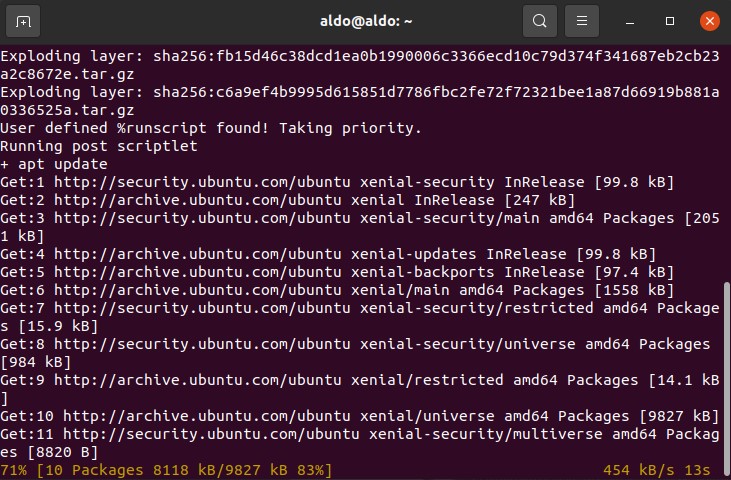 aldo@aldo: ~
Exploding layer: sha256:fb15d46c38dcd1ea0b1990006c3366ecd10c79d374f341687eb2cb23
a2c8672e.tar.gz
Exploding layer: sha256:c6a9ef4b9995d615851d7786fbc2fe72f72321bee1a87d66919b881a
0336525a.tar.gz
User defined %runscript found! Taking priority.
Running post scriptlet
+ apt update
Get:1 http://security.ubuntu.com/ubuntu xenial-security InRelease [99.8 kB]
Get:2 http://archive.ubuntu.com/ubuntu xenial InRelease [247 kB]
Get:3 http://security.ubuntu.com/ubuntu xenial-security/main amd64 Packages [205
1 kB]
Get:4 http://archive.ubuntu.com/ubuntu xenial-updates InRelease [99.8 kB]
Get:5 http://archive.ubuntu.com/ubuntu xenial-backports InRelease [97.4 kB]
Get:6 http://archive.ubuntu.com/ubuntu xenial/main amd64 Packages [1558 kB]
Get:7 http://security.ubuntu.com/ubuntu xenial-security/restricted amd64 Package
s [15.9 kB]
Get:8 http://security.ubuntu.com/ubuntu xenial-security/universe amd64 Packages
[984 kB]
Get:9 http://archive.ubuntu.com/ubuntu xenial/restricted amd64 Packages [14.1 kB
]
Get:10 http://archive.ubuntu.com/ubuntu xenial/universe amd64 Packages [9827 kB]
Get:11 http://security.ubuntu.com/ubuntu xenial-security/multiverse amd64 Packag
es [8820 B]
71% [10 Packages 8118 kB/9827 kB 83%] 454 kB/s 13s